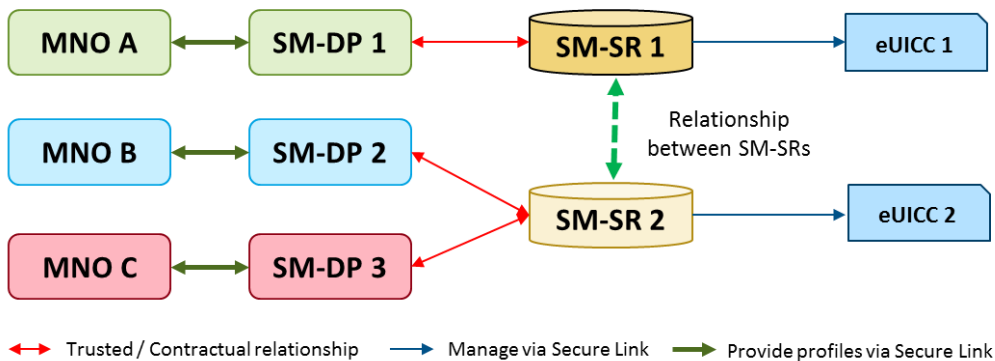 MNO A
SM-DP 1
SM-SR 1
eUICC 1
Relationship
between SM-SRs
MNO B
SM-DP 2
SM-SR 2
eUICC 2
MNO C
SM-DP 3
Trusted / Contractual relationship
Manage via Secure Link
Provide profiles via Secure Link